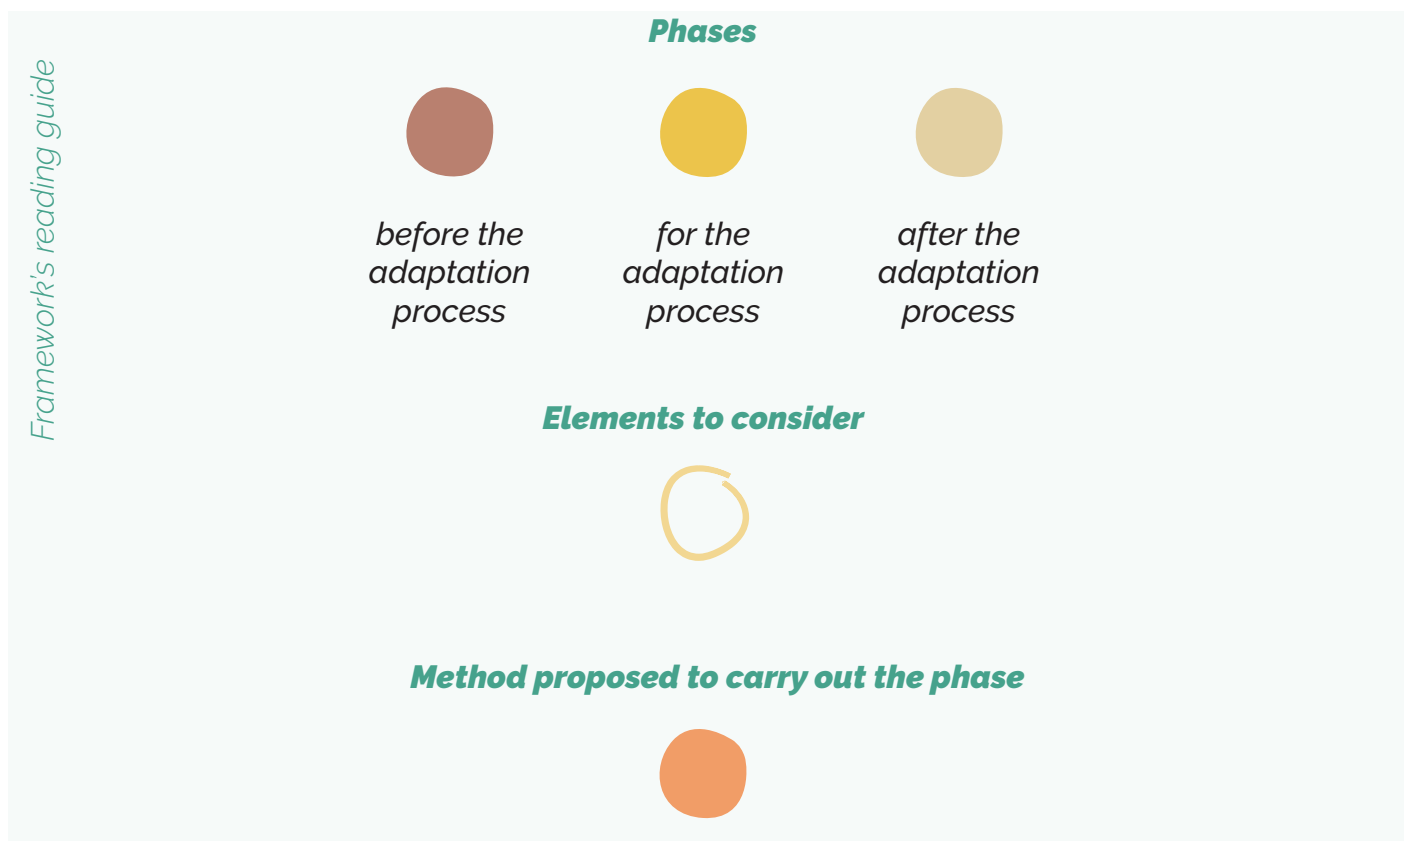 Framework's reading guide
Phases
before the
adaptation
process
for the
adaptation
process
after the
adaptation
process
Elements to consider
Method proposed to carry out the phase